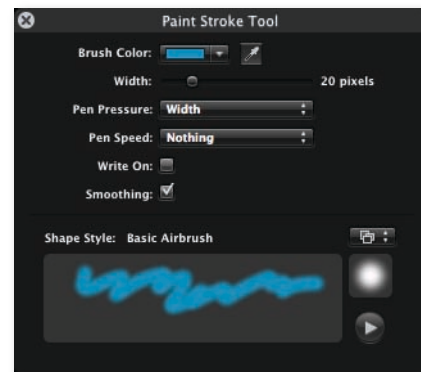 Paint Stroke Tool
Brush Color:
Width: 20 pixels
Pen Pressure: Width
Pen Speed: Nothing
Write On:
Smoothing:
Shape Style: Basic Airbrush